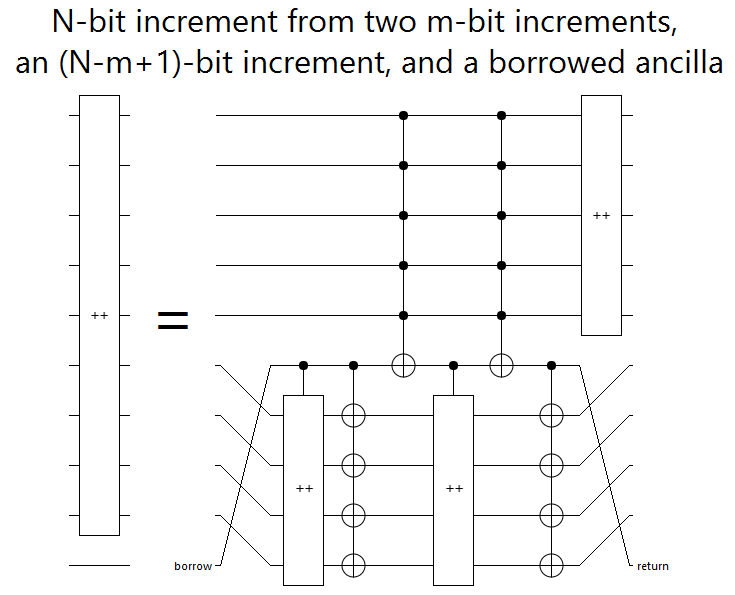 N-bit increment from two m-bit increments,
an (N-m+1)-bit increment, and a borrowed ancilla
++
++
=
++
++
borrow
return